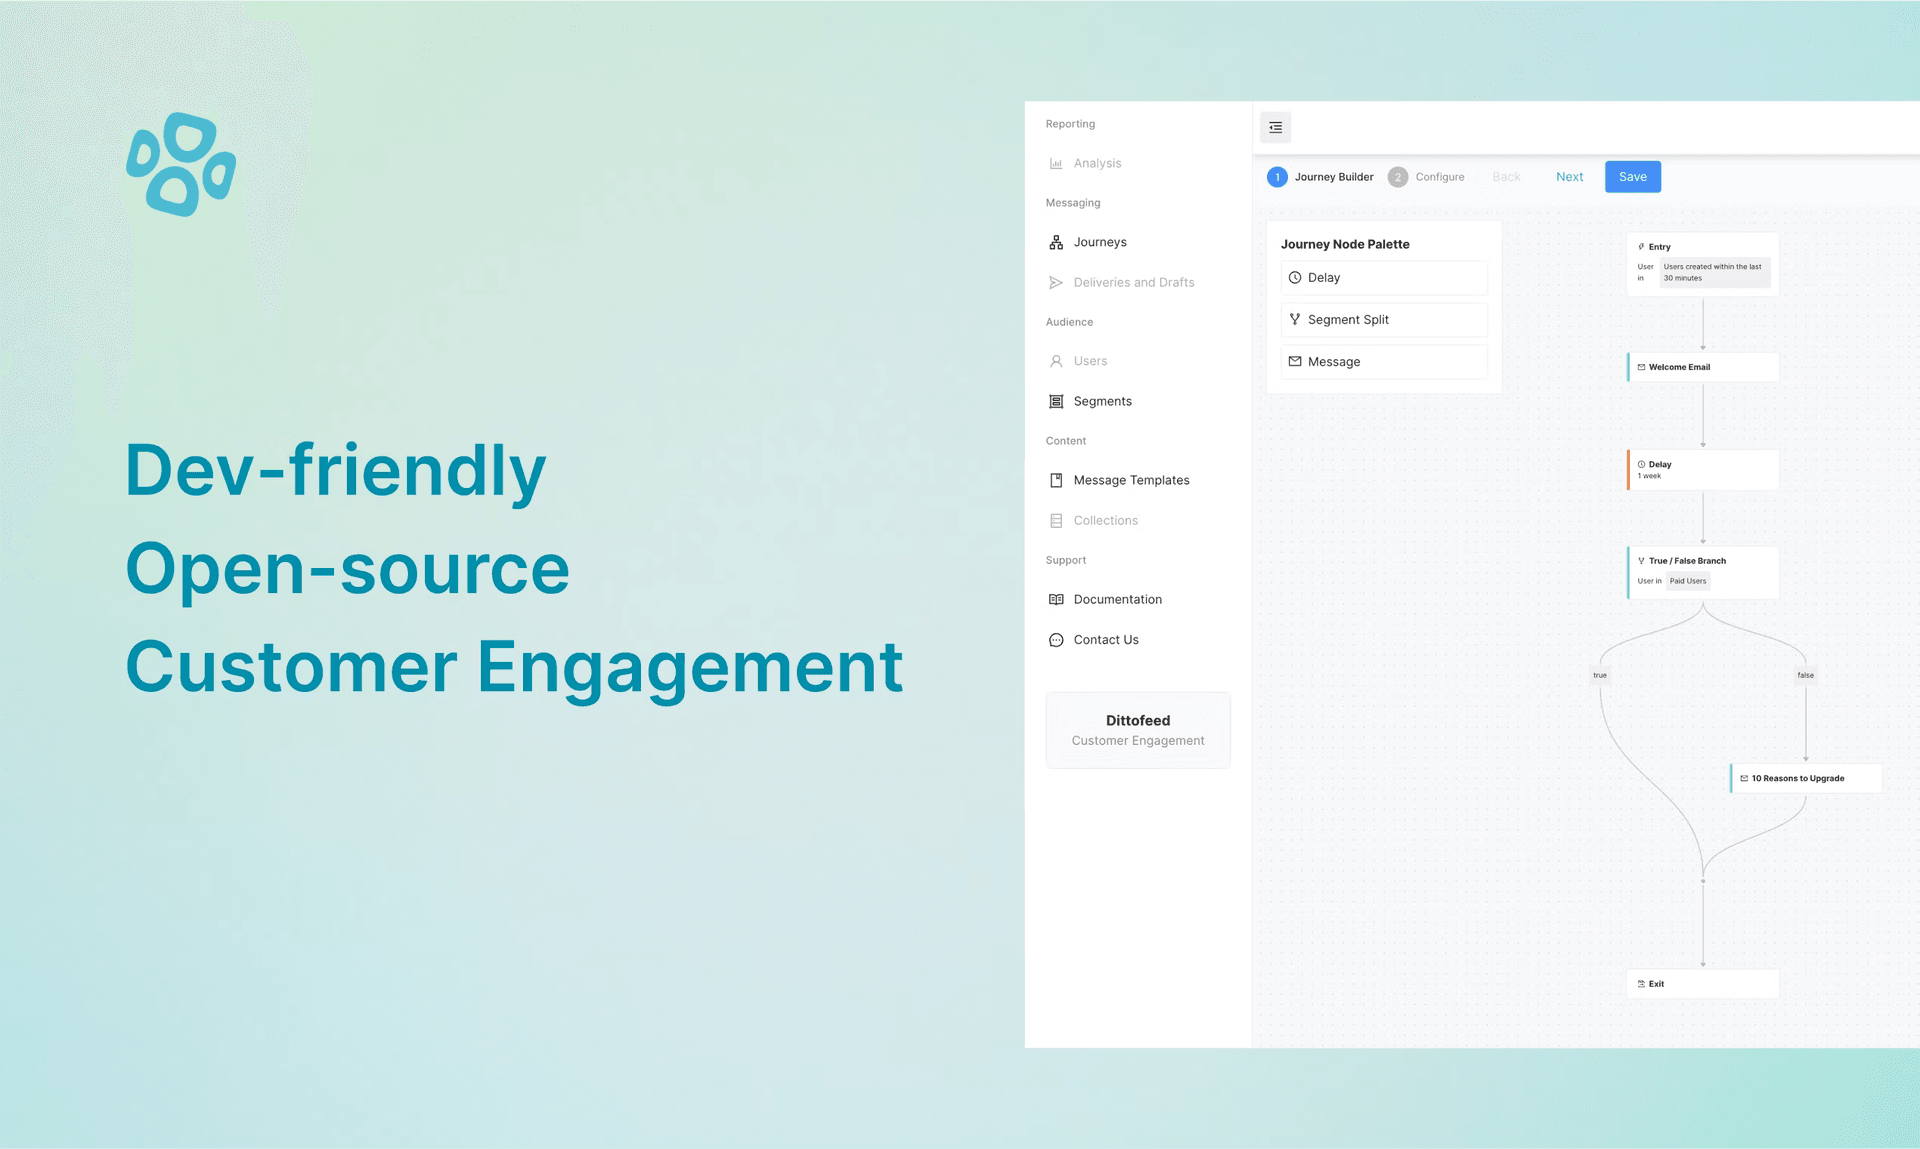 Dev-friendly
Open-source
Customer Engagement
Reporting
Analysis
Messaging
Journeys
Deliveries and Drafts
Audience
Users
Segments
Content
Message Templates
Collections
Support
Documentation
Contact Us
Dittofeed
Customer Engagement
1 Journey Builder 2 Configure Back Next Save
Journey Node Palette
Delay
Segment Split
Message
Entry
User in Users created within the last
30 minutes
Welcome Email
Delay
1 week
True / False Branch
User in Paid Users
true false
10 Reasons to Upgrade
Exit